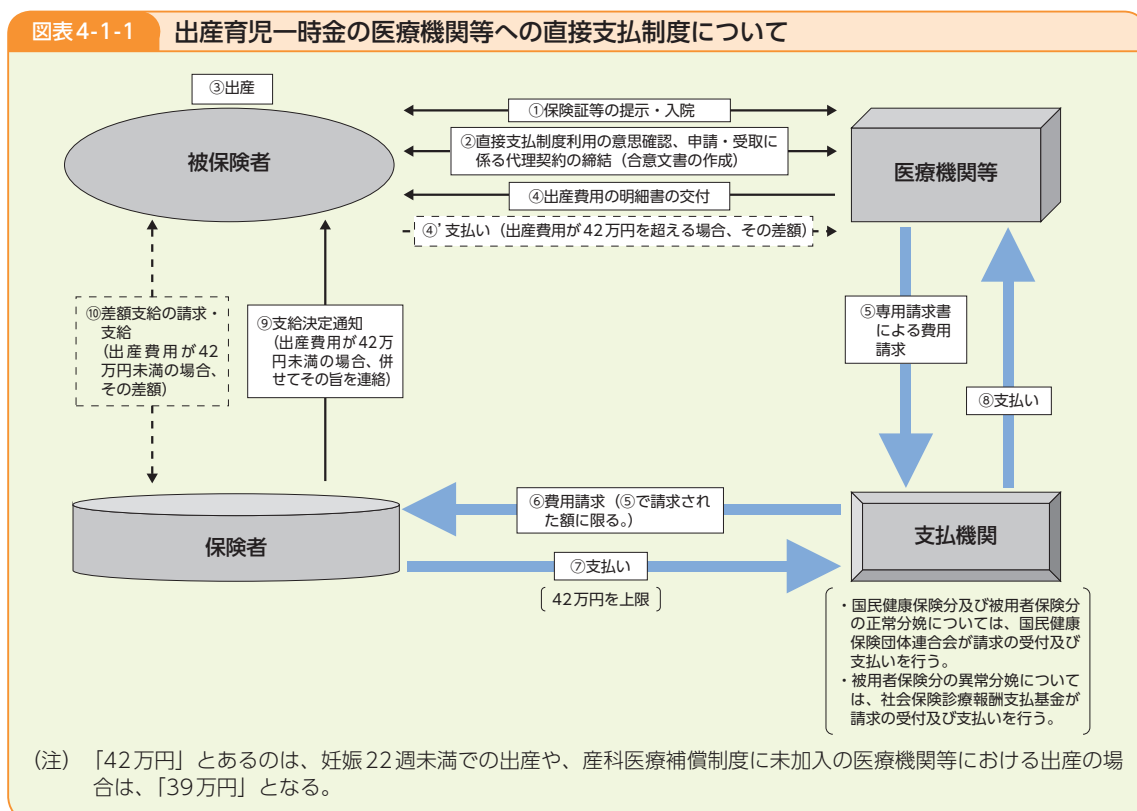 図表4-1-1 出産育児一時金の医療機関等への直接支払制度について
③出産
被保険者
①保険証等の提示・入院
②直接支払制度利用の意思確認、申請・受取に
係る代理契約の締結（合意文書の作成）
④出産費用の明細書の交付
④’支払い（出産費用が42万円を超える場合、その差額）
医療機関等
⑩差額支給の請求・
支給
（出産費用が42
万円未満の場合、
その差額）
⑨支給決定通知
（出産費用が42万
円未満の場合、併
せてその旨を連絡）
⑤専用請求書
による費用
請求
⑧支払い
⑥費用請求（⑤で請求され
た額に限る。）
保険者
⑦支払い
〔42万円を上限〕
支払機関
・国民健康保険分及び被用者保険分
の正常分娩については、国民健康
保険団体連合会が請求の受付及び
支払いを行う。
・被用者保険分の異常分娩について
は、社会保険診療報酬支払基金が
請求の受付及び支払いを行う。
（注）「42万円」とあるのは、妊娠22週未満での出産や、産科医療補償制度に未加入の医療機関等における出産の場
合は、「39万円」となる。